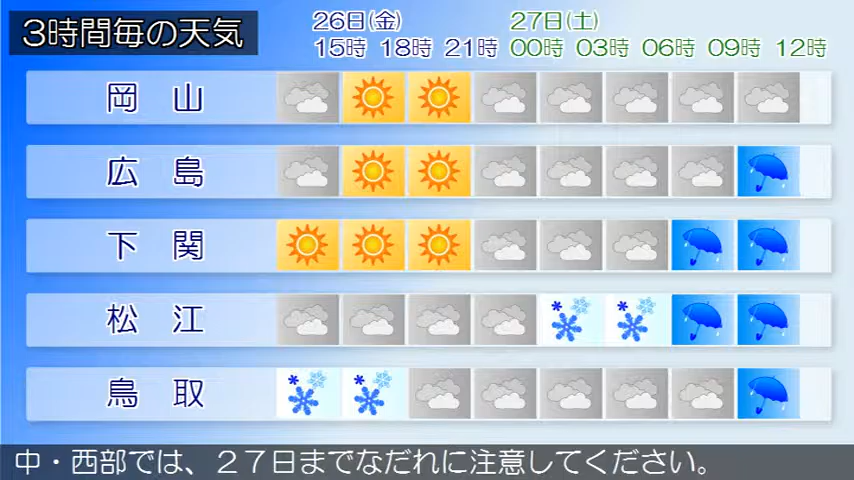 3時間毎の天気
26日(金) 27日(土)
15時 18時 21時 00時 03時 06時 09時 12時
岡 山
広 島
下 関
松 江
鳥 取
中・西部では、２７日までなだれに注意してください。